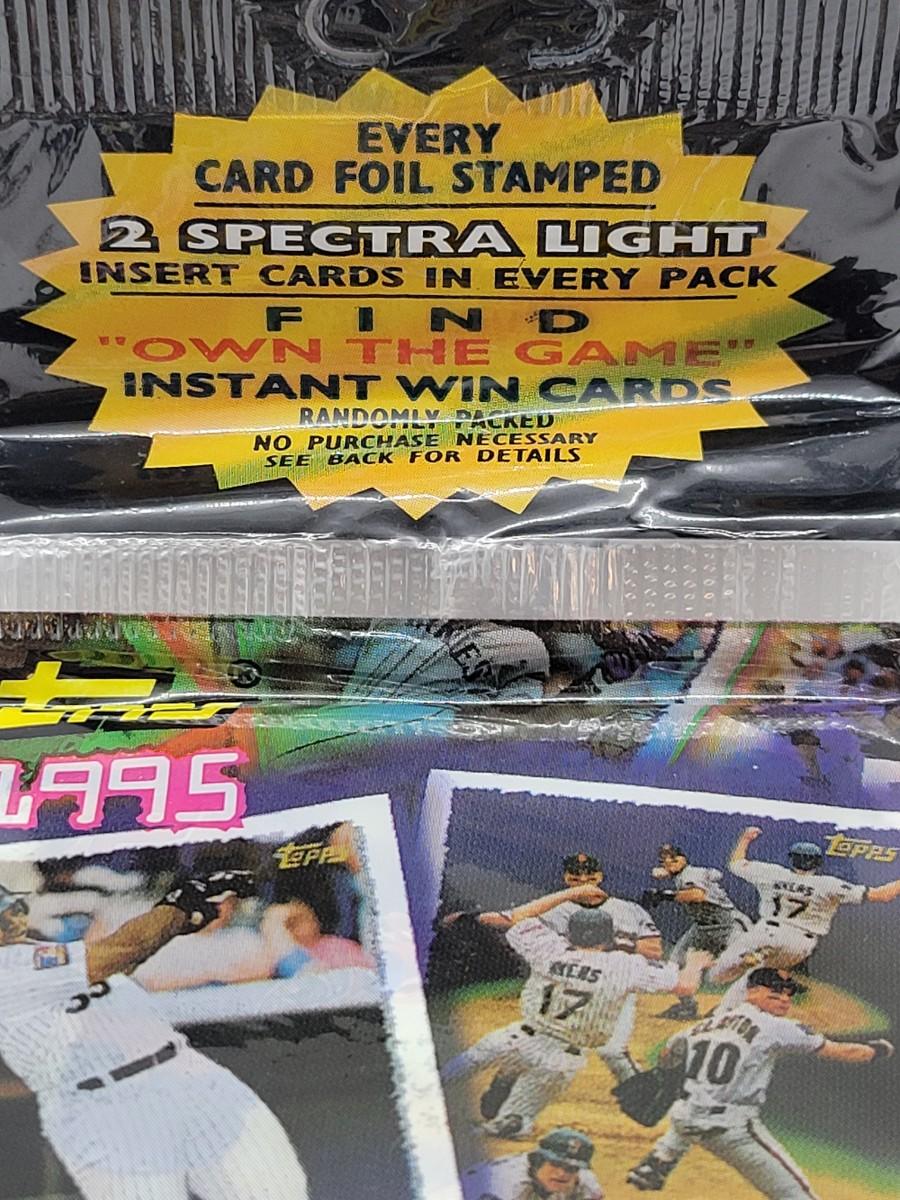 EVERY
CARD FOIL STAMPED
2 SPECTRA LIGHT
INSERT CARDS IN EVERY PACK
FIND
"OWN THE GAME"
INSTANT WIN CARDS
RANDOMLY PACKED
NO PURCHASE NECESSARY
SEE BACK FOR DETAILS
Topps ®
1995
Topps
Topps
17
17
10